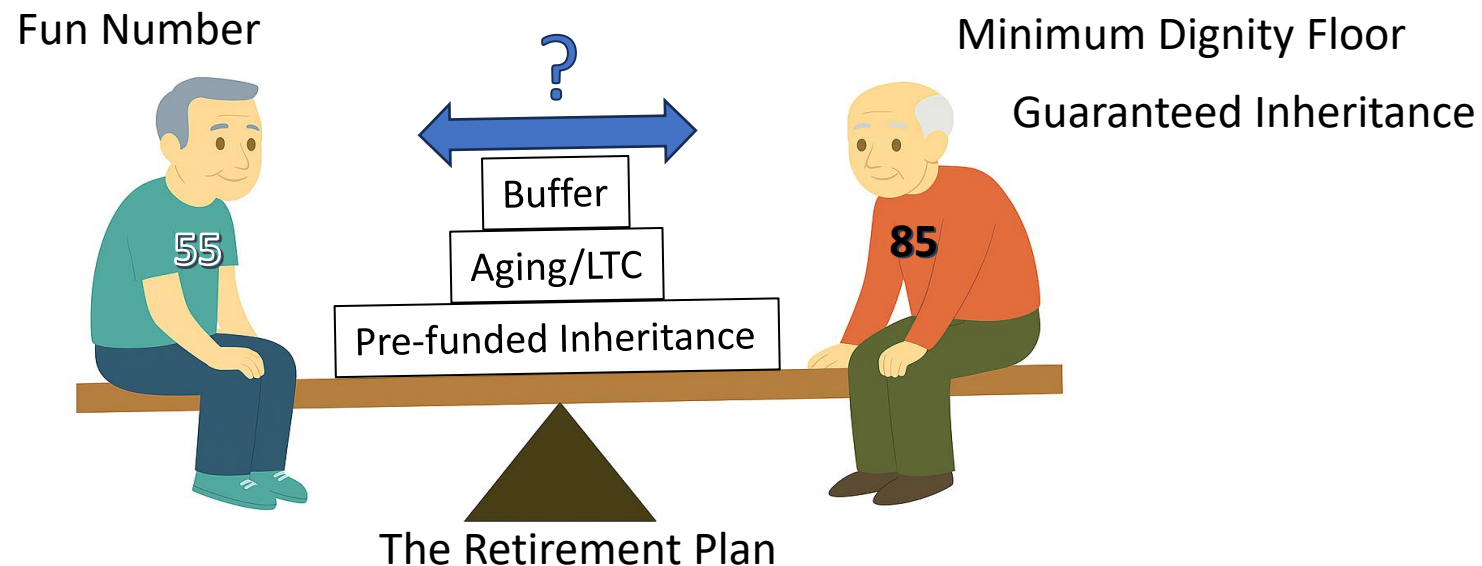 Fun Number
?
Minimum Dignity Floor
Guaranteed Inheritance
Buffer
55
Aging/LTC
85
Pre-funded Inheritance
The Retirement Plan